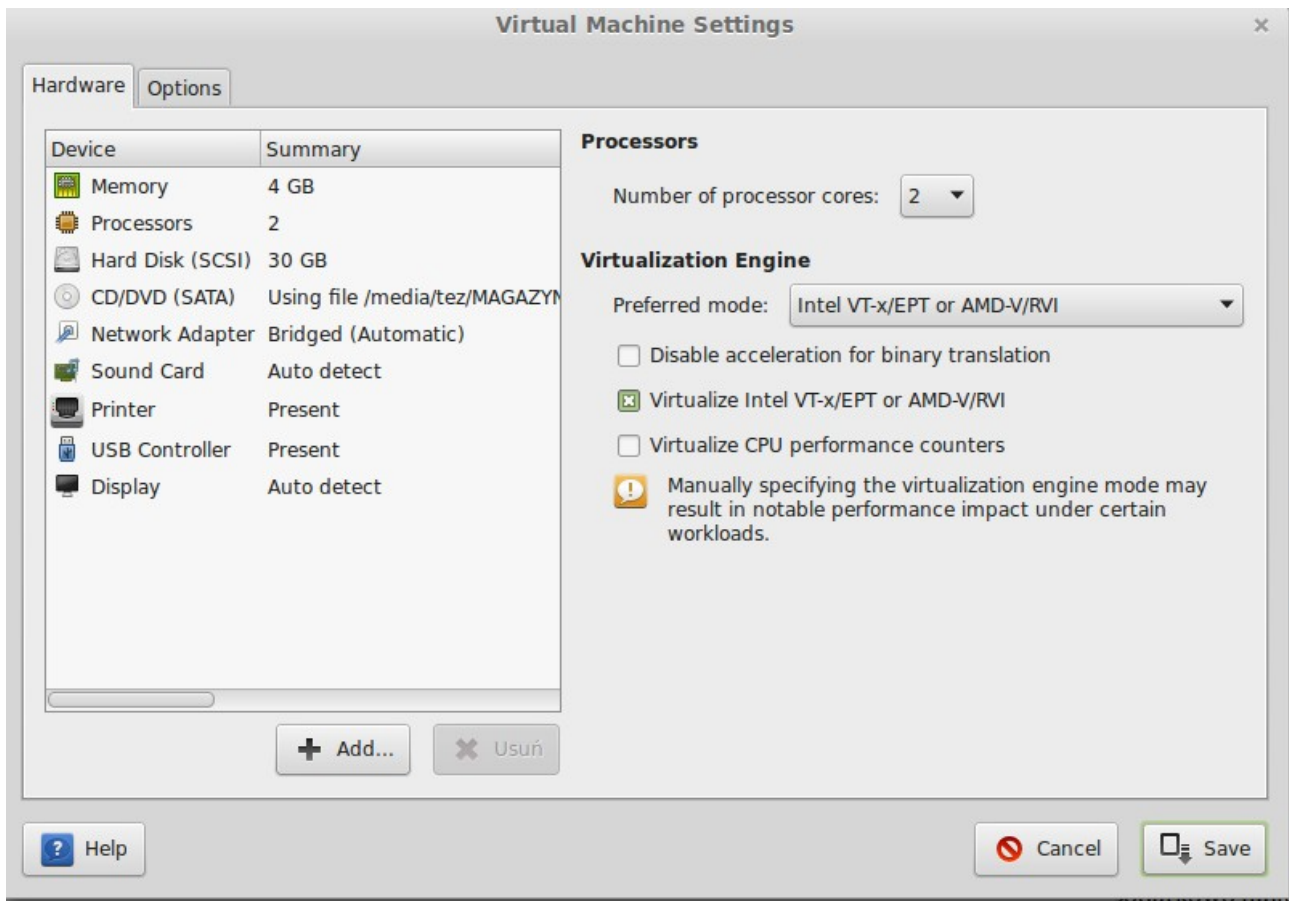 Virtual Machine Settings
Hardware Options
Device Summary
Memory 4 GB
Processors 2
Hard Disk (SCSI) 30 GB
CD/DVD (SATA) Using file /media/tez/MAGAZYN
Network Adapter Bridged (Automatic)
Sound Card Auto detect
Printer Present
USB Controller Present
Display Auto detect
Add...
Usuń
Processors
Number of processor cores: 2
Virtualization Engine
Preferred mode: Intel VT-x/EPT or AMD-V/RVI
Disable acceleration for binary translation
Virtualize Intel VT-x/EPT or AMD-V/RVI
Virtualize CPU performance counters
Manually specifying the virtualization engine mode may
result in notable performance impact under certain
workloads.
Help
Cancel
Save